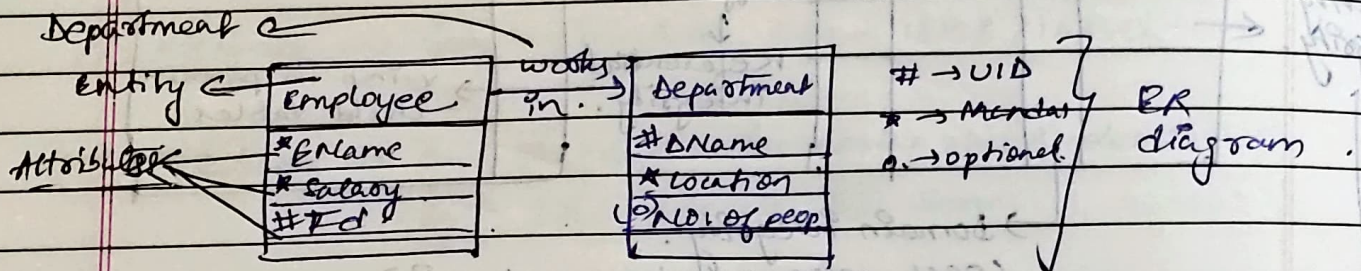 Department
works
Entity Employee in. Department # → UID
* → Mandat ER
Attributes *EName #DName o. → optional. diagram.
* Salary * Location
# Id (o) No. of peop